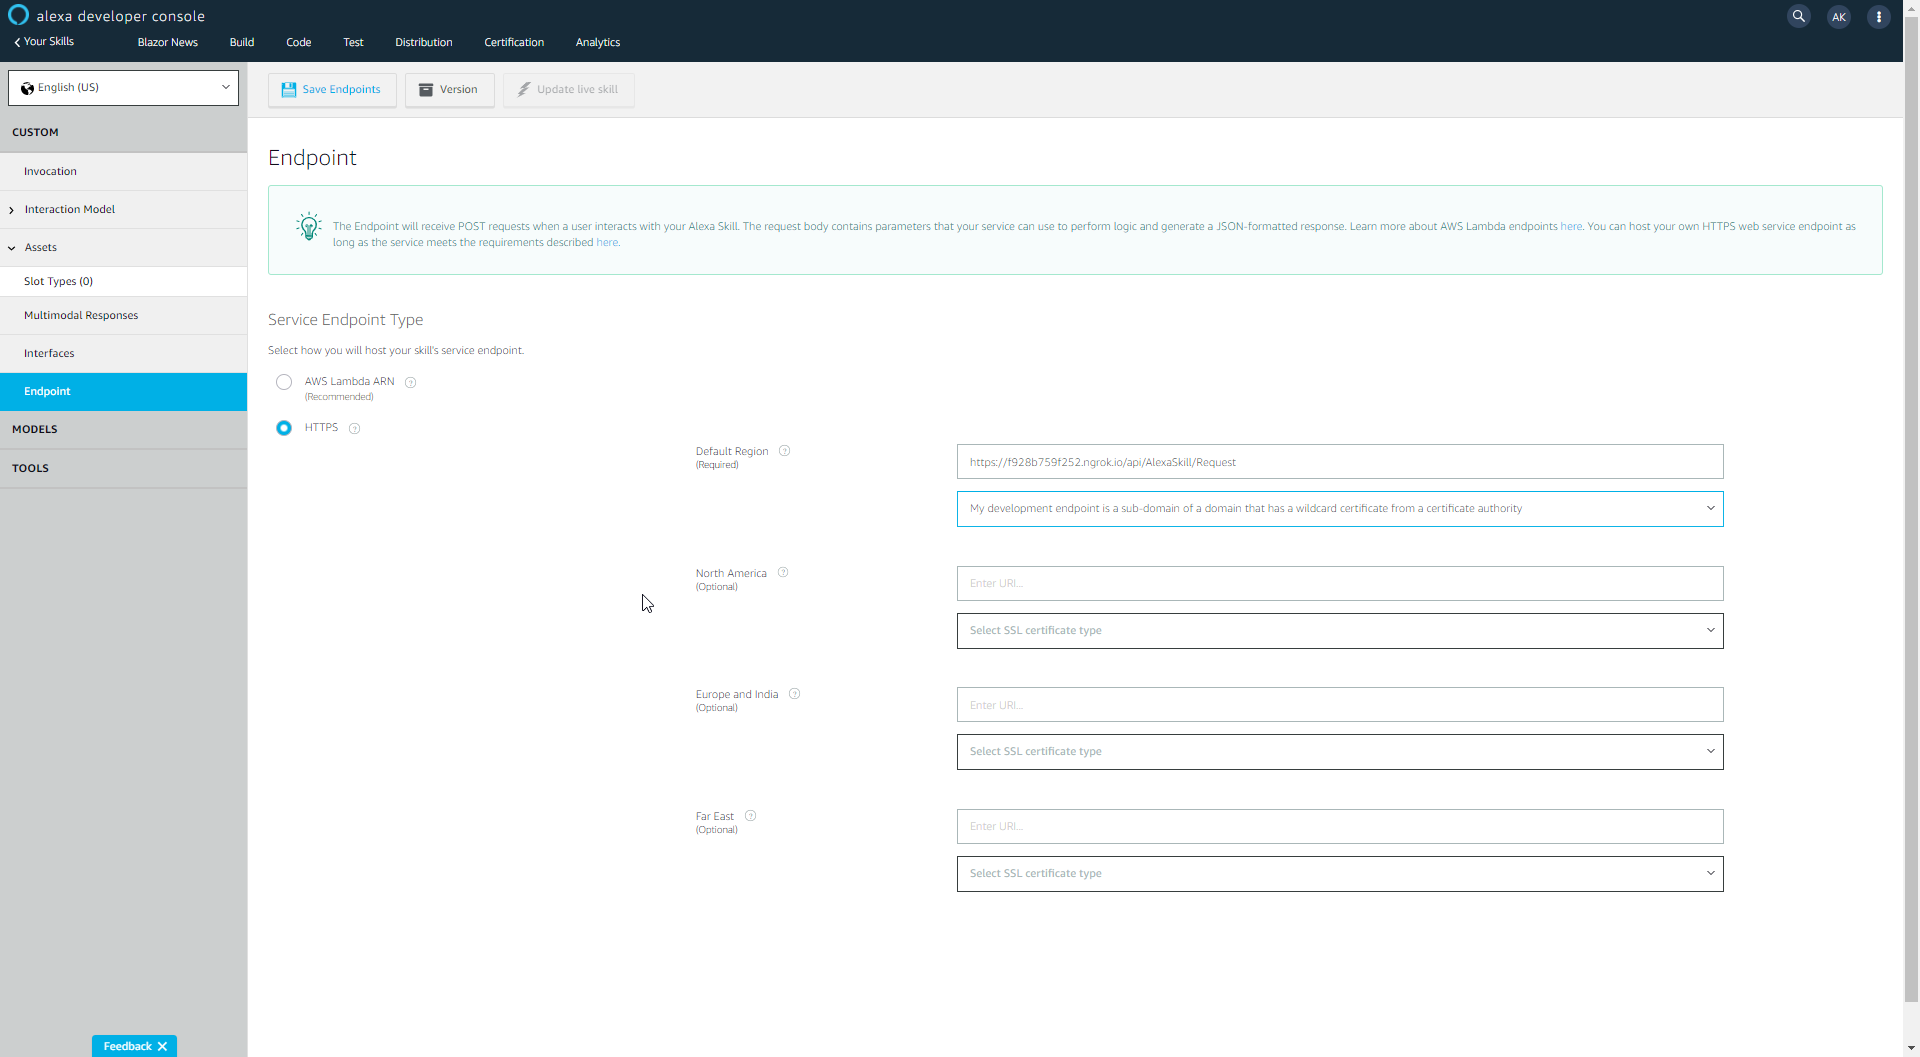 alexa developer console
AK
Your Skills
Blazor News
Build
Code
Test
Distribution
Certification
Analytics
English (US)
Save Endpoints
Version
Update live skill
CUSTOM
Invocation
Interaction Model
Assets
Slot Types (0)
Multimodal Responses
Interfaces
Endpoint
MODELS
TOOLS
Endpoint
The Endpoint will receive POST requests when a user interacts with your Alexa Skill. The request body contains parameters that your service can use to perform logic and generate a JSON-formatted response. Learn more about AWS Lambda endpoints here. You can host your own HTTPS web service endpoint as
long as the service meets the requirements described here.
Service Endpoint Type
Select how you will host your skill's service endpoint.
AWS Lambda ARN ?
(Recommended)
HTTPS ?
Default Region ?
(Required)
https://f928b759f252.ngrok.io/api/AlexaSkill/Request
My development endpoint is a sub-domain of a domain that has a wildcard certificate from a certificate authority
North America ?
(Optional)
Enter URI...
Select SSL certificate type
Europe and India ?
(Optional)
Enter URI...
Select SSL certificate type
Far East ?
(Optional)
Enter URI...
Select SSL certificate type
Feedback